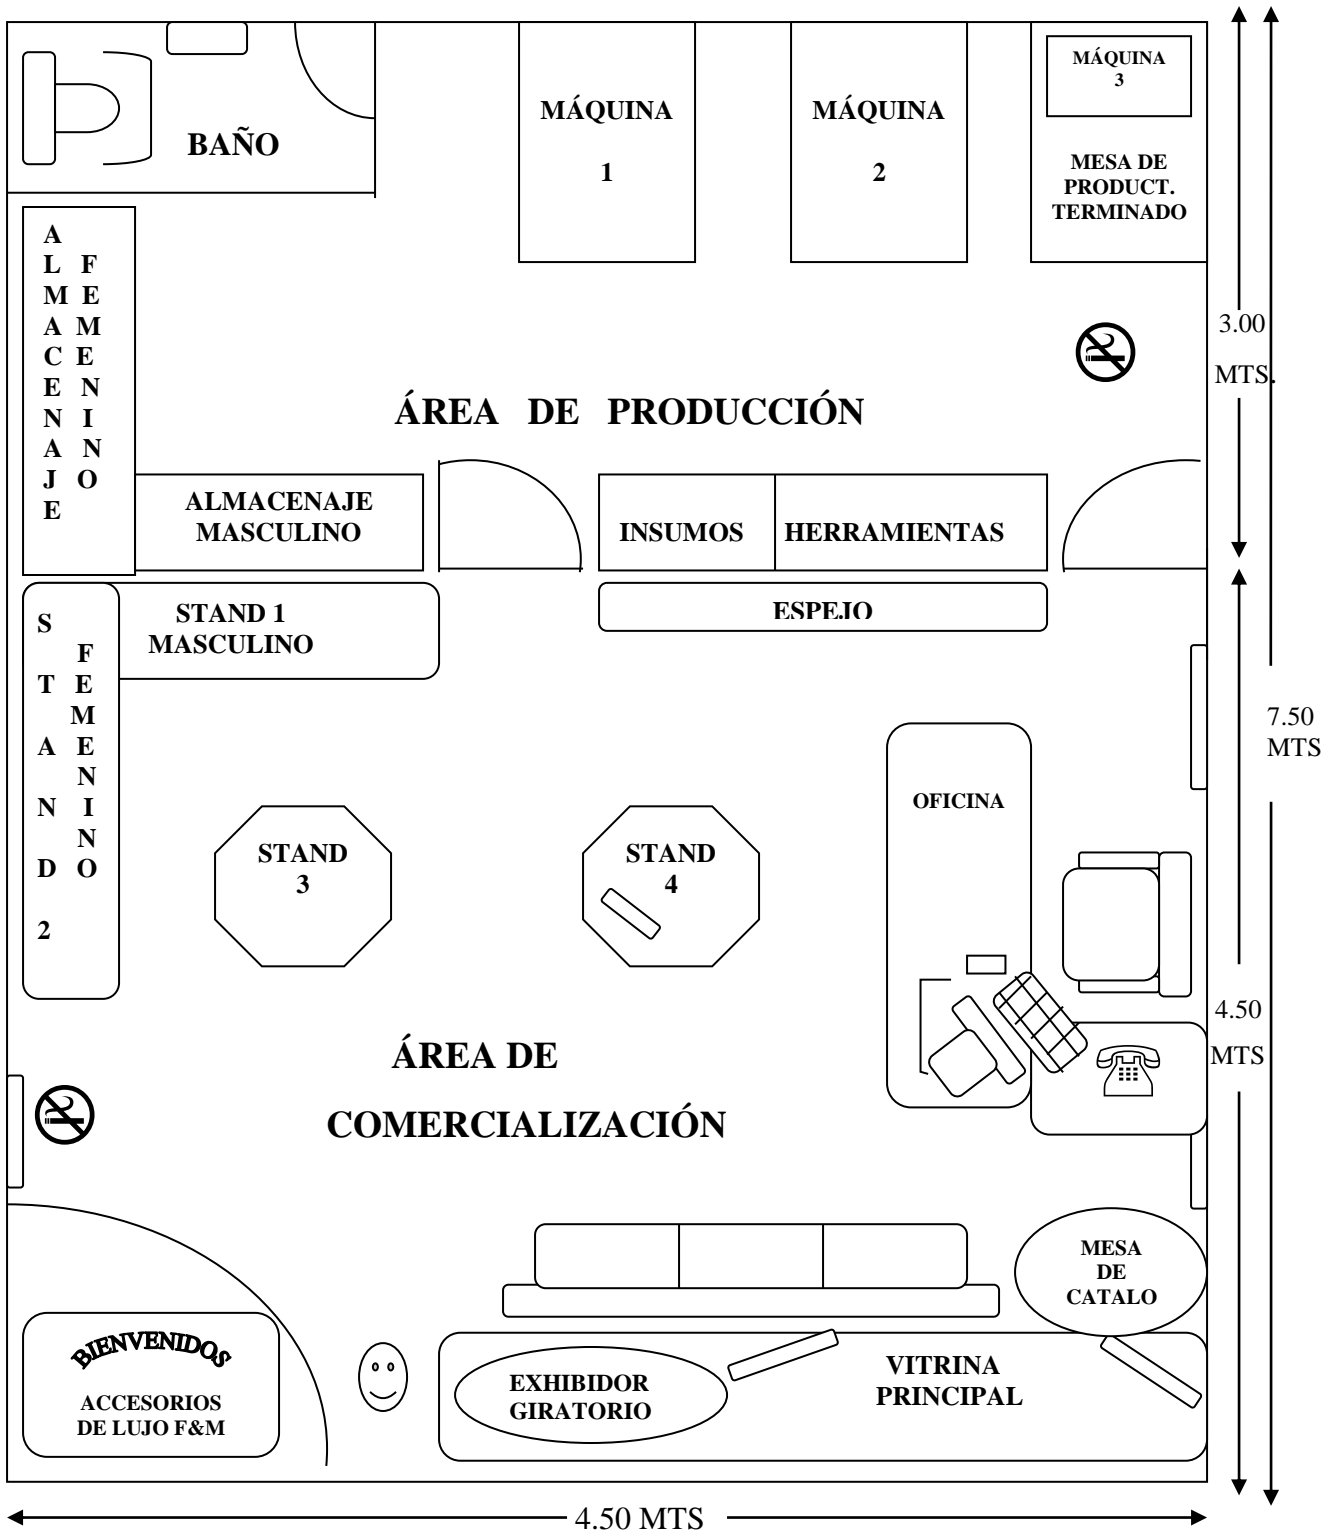 BAÑO
MÁQUINA
1
MÁQUINA
2
MÁQUINA
3
MESA DE
PRODUCT.
TERMINADO
ALMACENAJE
FEMENINO
3.00
MTS.
ÁREA DE PRODUCCIÓN
ALMACENAJE
MASCULINO
INSUMOS
HERRAMIENTAS
STAND 2
FEMENINO
STAND 1
MASCULINO
ESPEJO
7.50
MTS
OFICINA
STAND
3
STAND
4
4.50
MTS
ÁREA DE
COMERCIALIZACIÓN
MESA
DE
CATALO
BIENVENIDOS
ACCESORIOS
DE LUJO F&M
EXHIBIDOR
GIRATORIO
VITRINA
PRINCIPAL
4.50 MTS